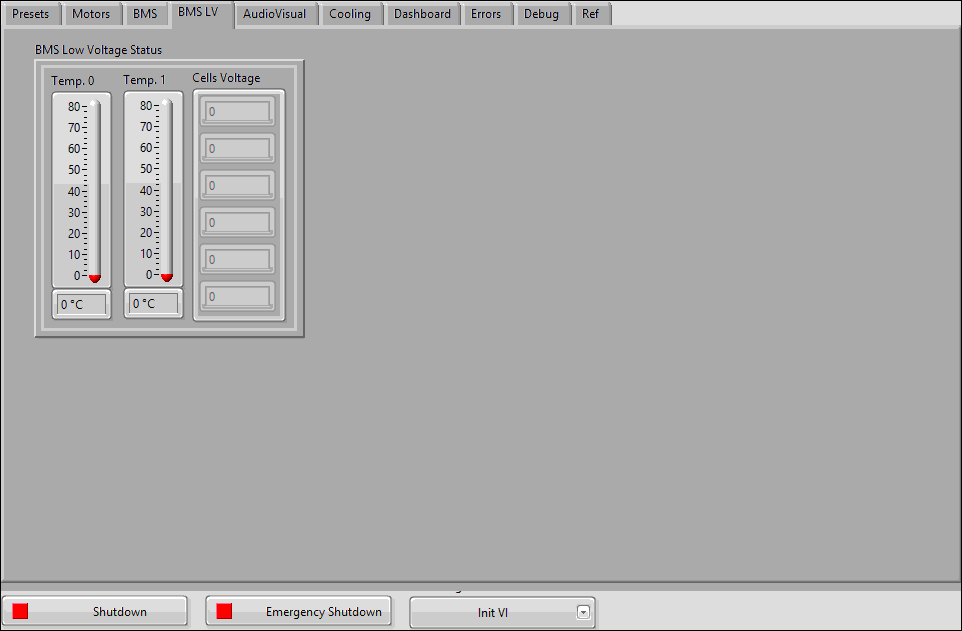 Presets Motors BMS BMS LV AudioVisual Cooling Dashboard Errors Debug Ref
BMS Low Voltage Status
Temp. 0 Temp. 1 Cells Voltage
80 80 0
70 70
60 60 0
50 50 0
40 40
30 30 0
20 20
10 10 0
0 0
0 °C 0 °C 0
Shutdown Emergency Shutdown Init VI